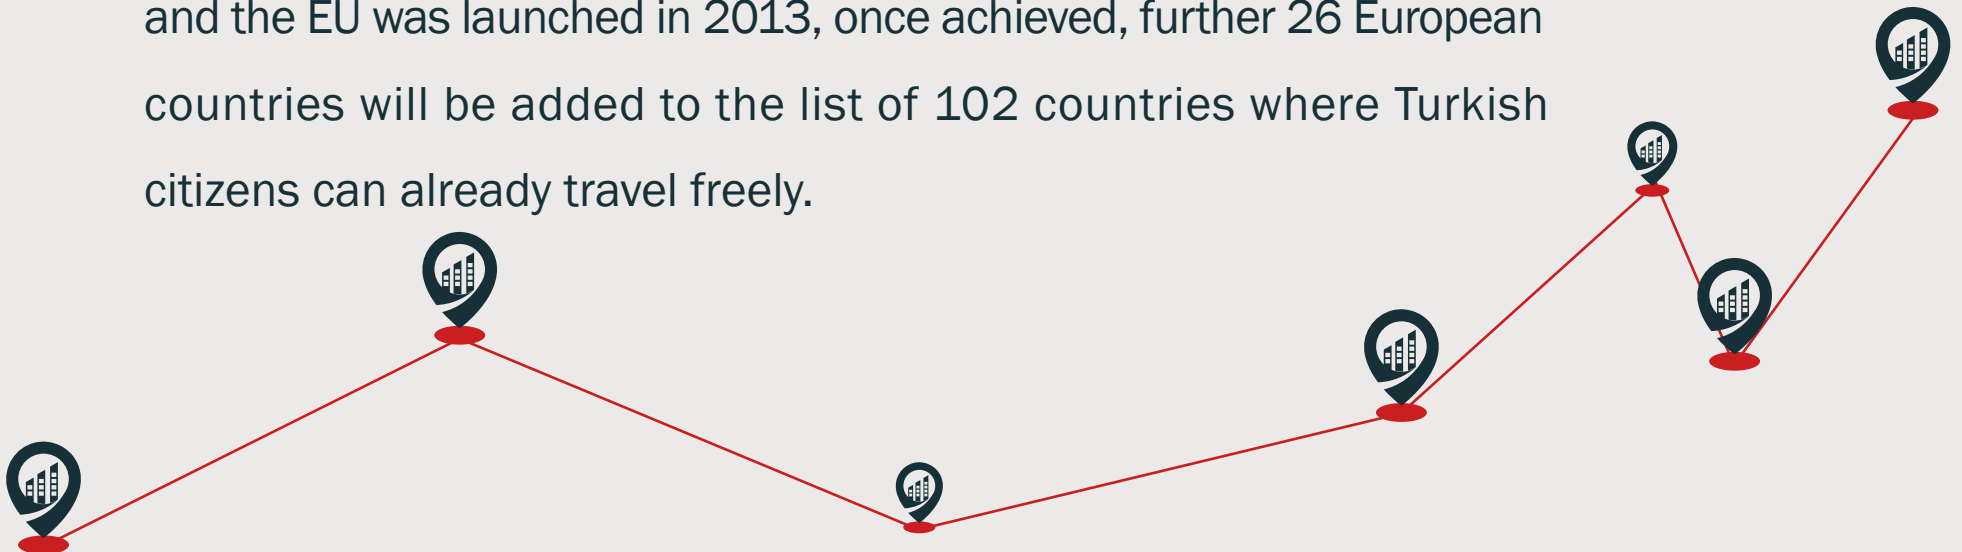 and the EU was launched in 2013, once achieved, further 26 European
countries will be added to the list of 102 countries where Turkish
citizens can already travel freely.